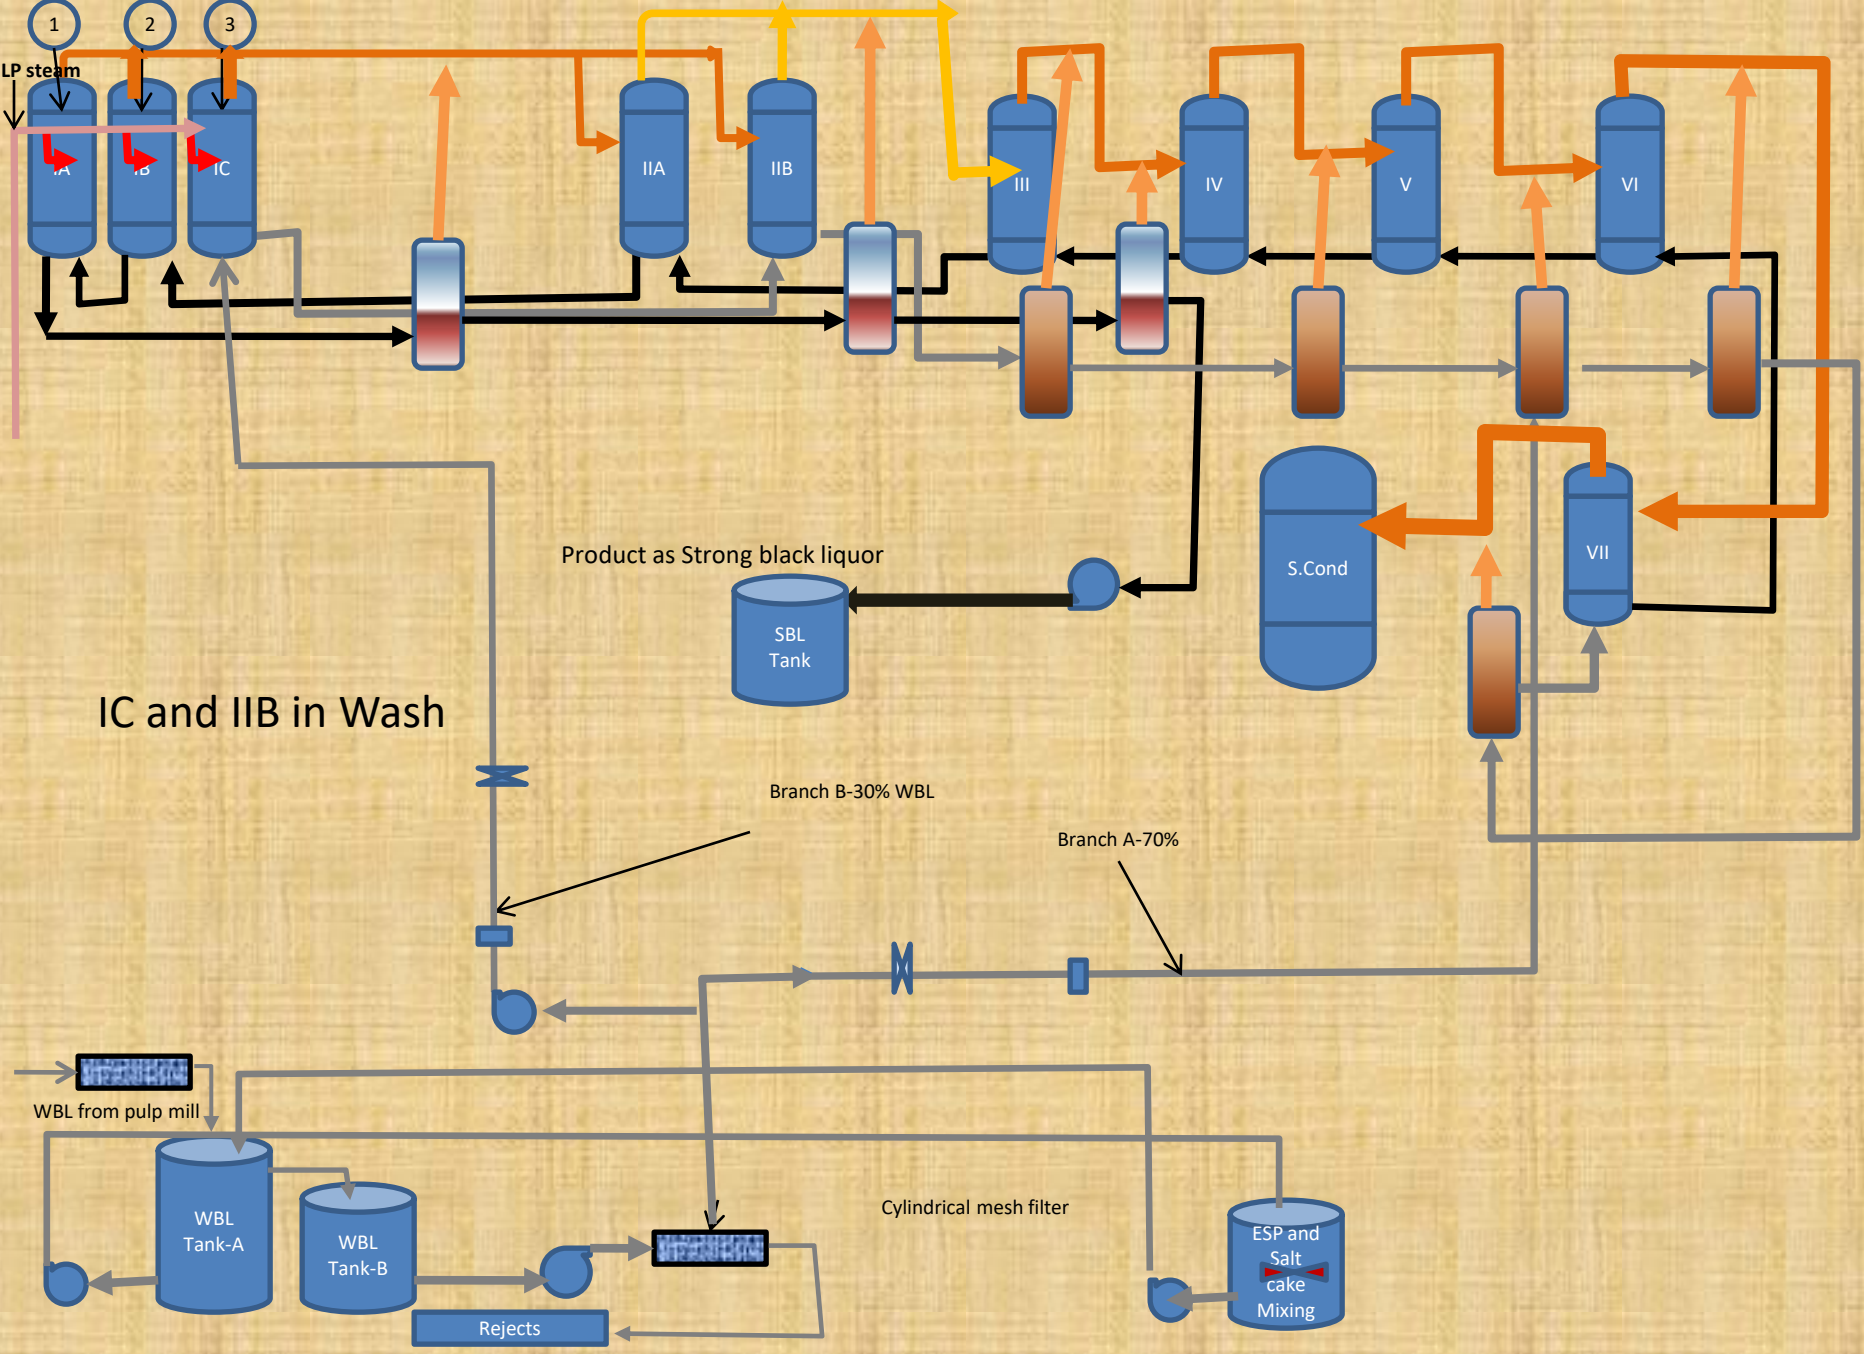 1
2
3
LP steam
IA
IB
IC
IIA
IIB
III
IV
V
VI
VII
S.Cond
Product as Strong black liquor
SBL
Tank
IC and IIB in Wash
Branch B-30% WBL
Branch A-70%
WBL from pulp mill
WBL
Tank-A
WBL
Tank-B
Cylindrical mesh filter
ESP and
Salt
cake
Mixing
Rejects